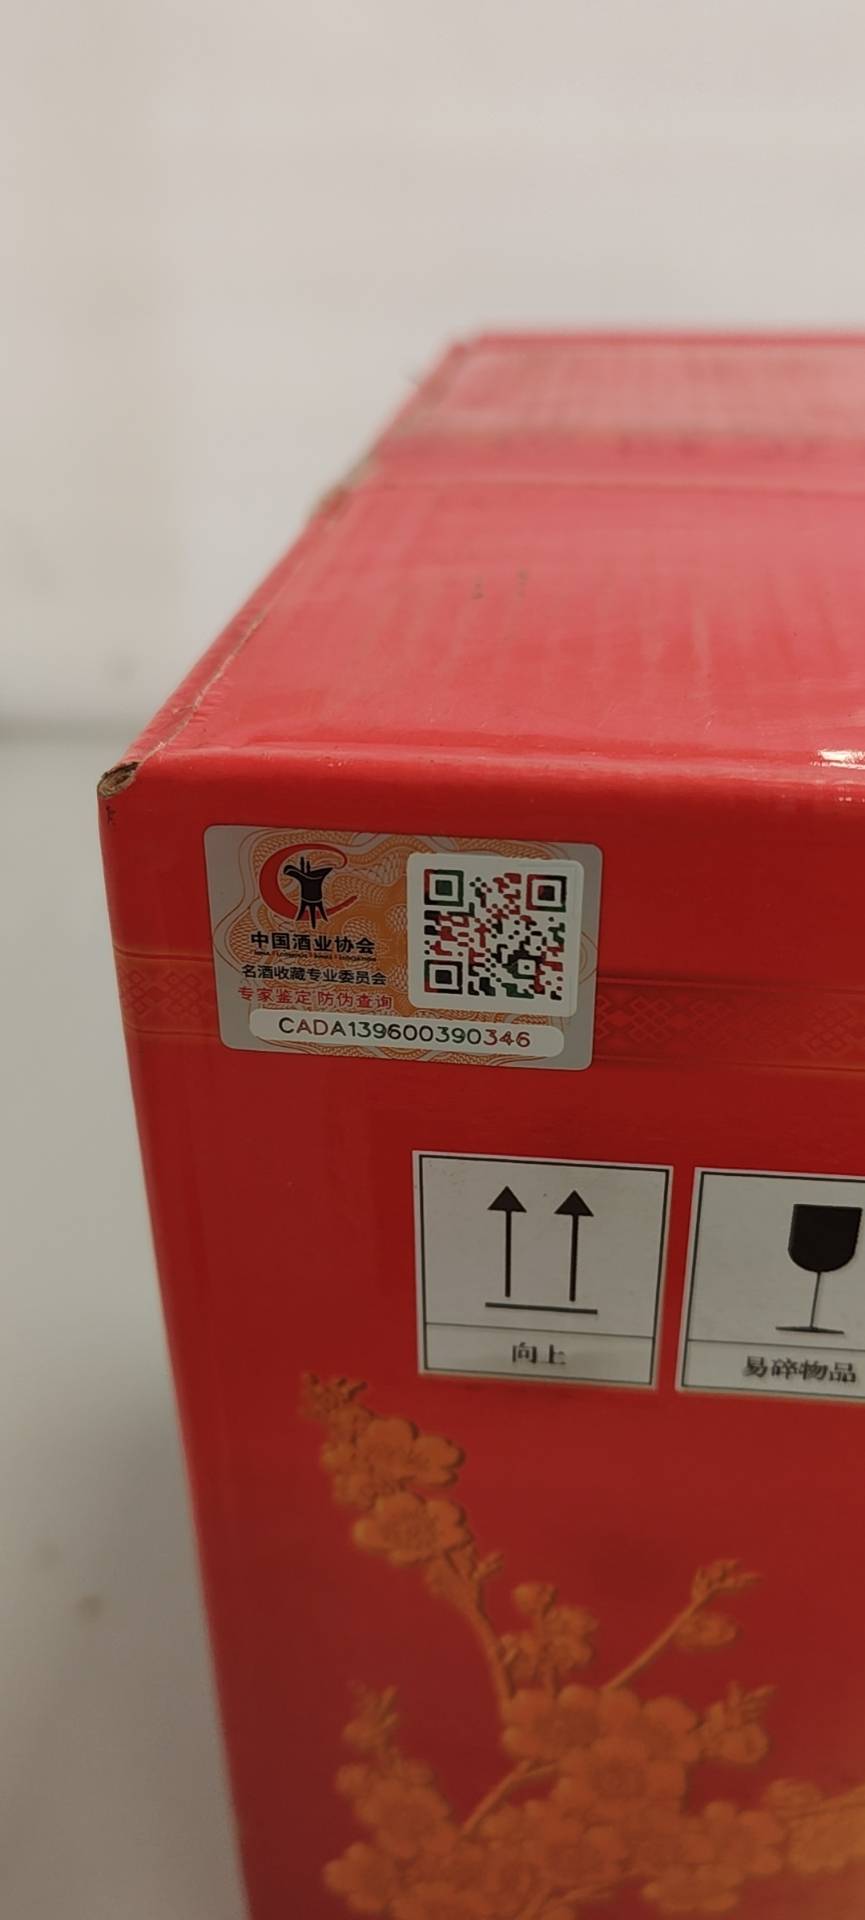 中国酒业协会
名酒收藏专业委员会
专家鉴定 防伪查询
CADA139600390346
向上
易碎物品